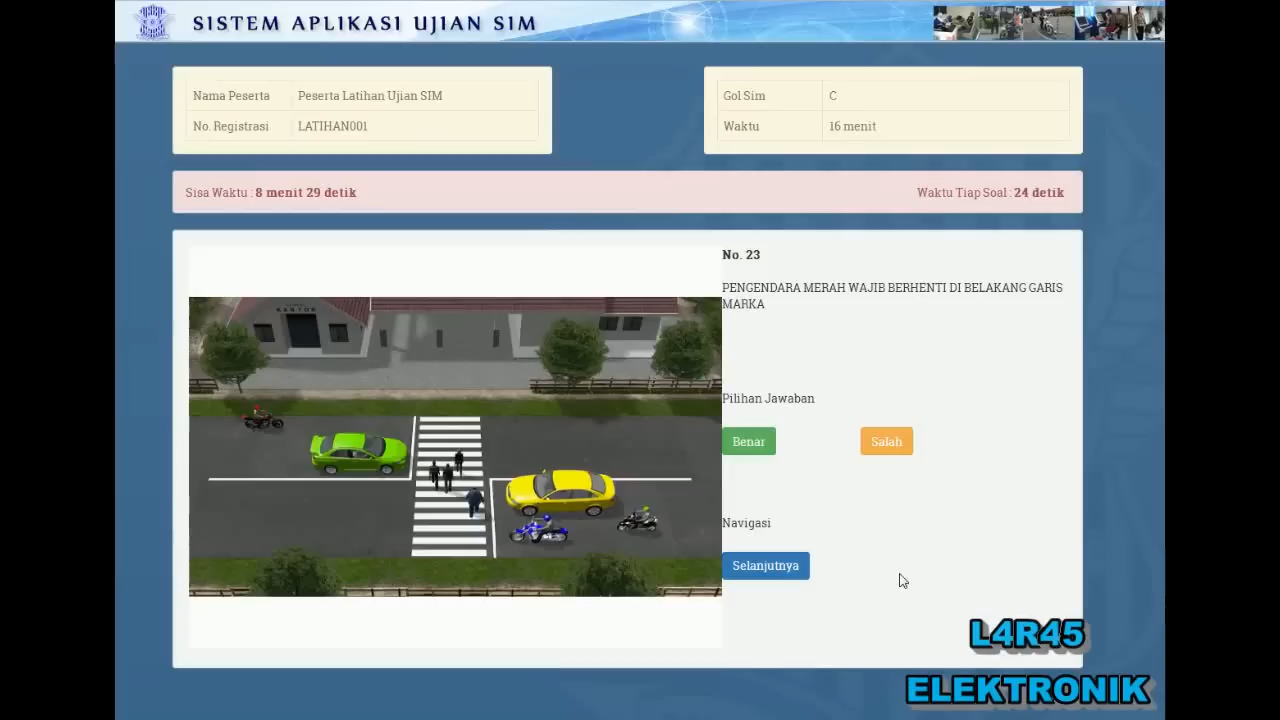 SISTEM APLIKASI UJIAN SIM
Nama Peserta Peserta Latihan Ujian SIM
No. Registrasi LATIHAN001
Gol Sim C
Waktu 16 menit
Sisa Waktu : 8 menit 29 detik
Waktu Tiap Soal : 24 detik
No. 23
PENGENDARA MERAH WAJIB BERHENTI DI BELAKANG GARIS
MARKA
KANTOR
Pilihan Jawaban
Benar Salah
Navigasi
Selanjutnya
L4R45
ELEKTRONIK